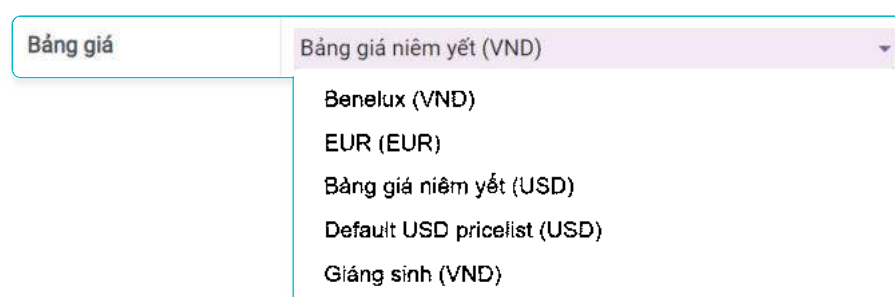 Bảng giá
Bảng giá niêm yết (VND)
Benelux (VND)
EUR (EUR)
Bảng giá niêm yết (USD)
Default USD pricelist (USD)
Giáng sinh (VND)